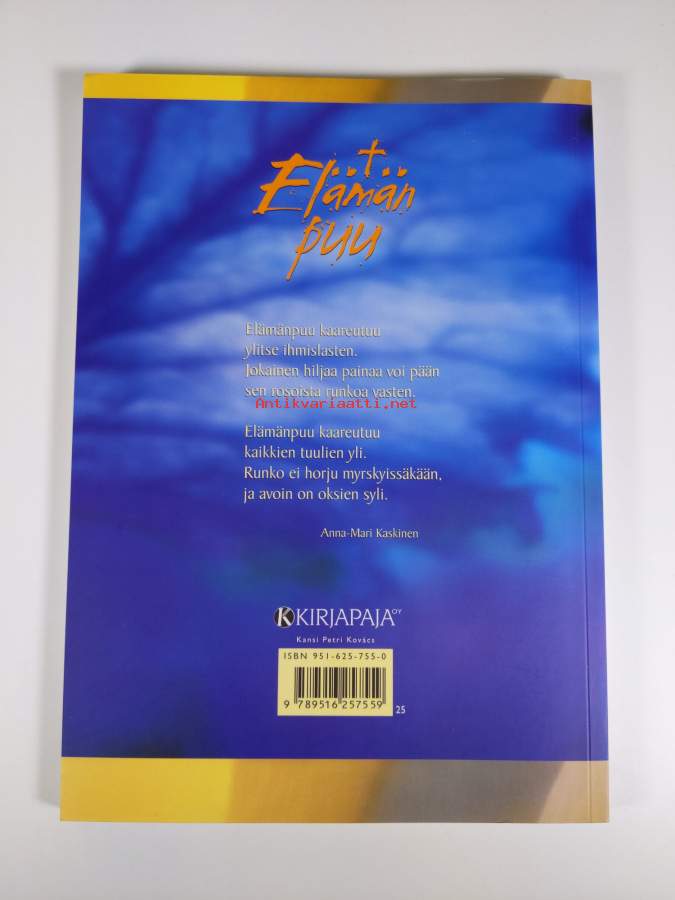 Elämän
puu
Elämänpuu kaareutuu
ylitse ihmislasten.
Jokainen hiljaa painaa voi pään
sen rosoista runkoa vasten.
Antikvariaatti.net
Elämänpuu kaareutuu
kaikkien tuulien yli.
Runko ei horju myrskyissäkään,
ja avoin on oksien syli.
Anna-Mari Kaskinen
KIRJAPAJA OY
Kansi Petri Kovács
ISBN 951-625-755-0
9 789516 257559
25